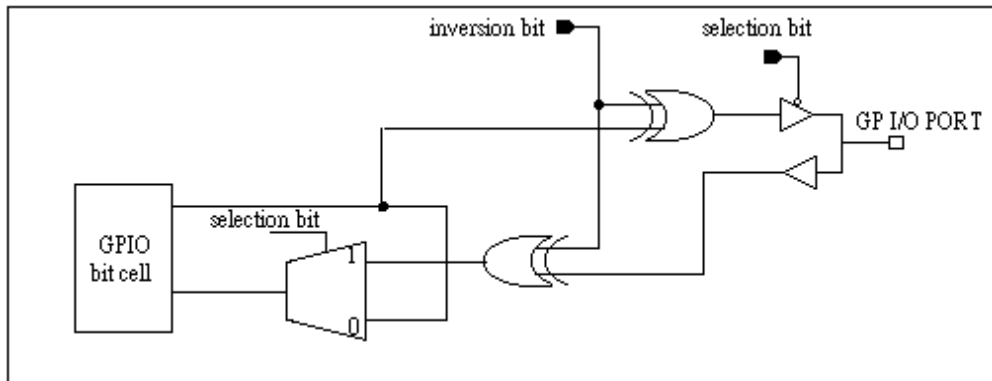 inversion bit
selection bit
GP I/O PORT
selection bit
GPIO
bit cell
1
0